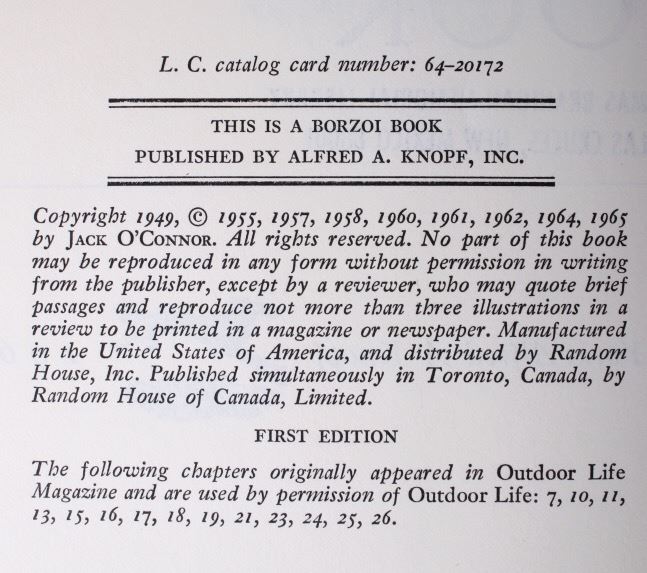 L. C. catalog card number: 64–20172
THIS IS A BORZOI BOOK
PUBLISHED BY ALFRED A. KNOPF, INC.
Copyright 1949, © 1955, 1957, 1958, 1960, 1961, 1962, 1964, 1965
by JACK O'CONNOR. All rights reserved. No part of this book
may be reproduced in any form without permission in writing
from the publisher, except by a reviewer, who may quote brief
passages and reproduce not more than three illustrations in a
review to be printed in a magazine or newspaper. Manufactured
in the United States of America, and distributed by Random
House, Inc. Published simultaneously in Toronto, Canada, by
Random House of Canada, Limited.
FIRST EDITION
The following chapters originally appeared in Outdoor Life
Magazine and are used by permission of Outdoor Life: 7, 10, 11,
13, 15, 16, 17, 18, 19, 21, 23, 24, 25, 26.